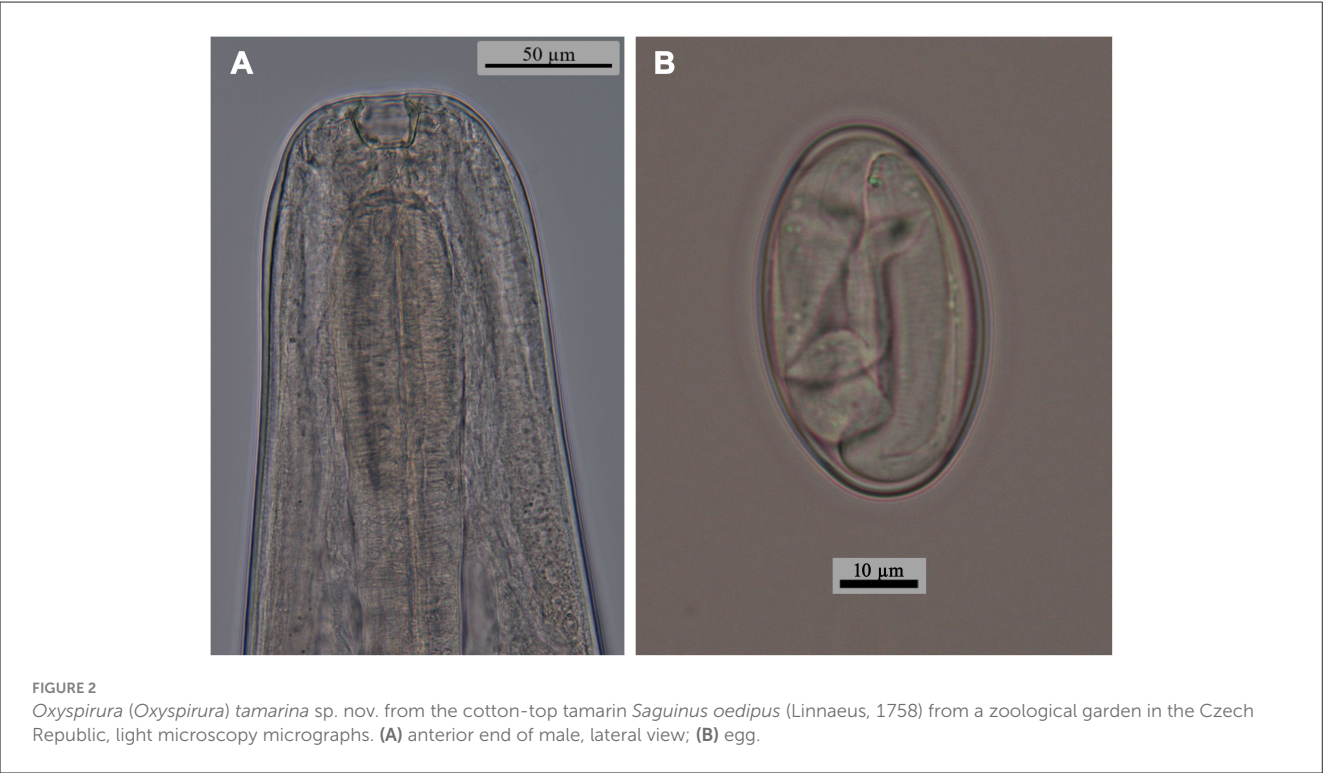 A
50 µm
B
10 µm
FIGURE 2
Oxyspirura (Oxyspirura) tamarina sp. nov. from the cotton-top tamarin Saguinus oedipus (Linnaeus, 1758) from a zoological garden in the Czech
Republic, light microscopy micrographs. (A) anterior end of male, lateral view; (B) egg.